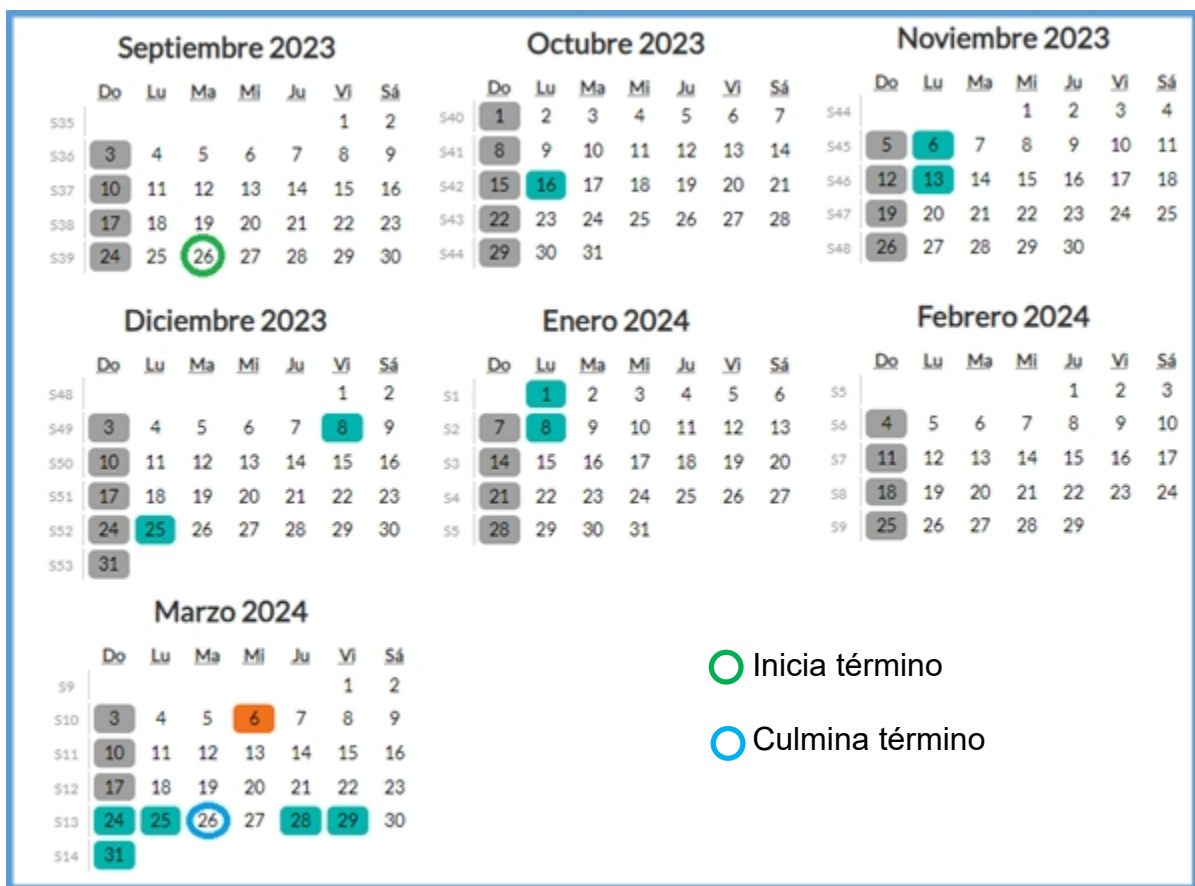 Septiembre 2023
Do Lu Ma Mi Ju Vi Sá
S35 1 2
S36 3 4 5 6 7 8 9
S37 10 11 12 13 14 15 16
S38 17 18 19 20 21 22 23
S39 24 25 26 27 28 29 30
Octubre 2023
Do Lu Ma Mi Ju Vi Sá
S40 1 2 3 4 5 6 7
S41 8 9 10 11 12 13 14
S42 15 16 17 18 19 20 21
S43 22 23 24 25 26 27 28
S44 29 30 31
Noviembre 2023
Do Lu Ma Mi Ju Vi Sá
S44 1 2 3 4
S45 5 6 7 8 9 10 11
S46 12 13 14 15 16 17 18
S47 19 20 21 22 23 24 25
S48 26 27 28 29 30
Diciembre 2023
Do Lu Ma Mi Ju Vi Sá
S48 1 2
S49 3 4 5 6 7 8 9
S50 10 11 12 13 14 15 16
S51 17 18 19 20 21 22 23
S52 24 25 26 27 28 29 30
S53 31
Enero 2024
Do Lu Ma Mi Ju Vi Sá
S1 1 2 3 4 5 6
S2 7 8 9 10 11 12 13
S3 14 15 16 17 18 19 20
S4 21 22 23 24 25 26 27
S5 28 29 30 31
Febrero 2024
Do Lu Ma Mi Ju Vi Sá
S5 1 2 3
S6 4 5 6 7 8 9 10
S7 11 12 13 14 15 16 17
S8 18 19 20 21 22 23 24
S9 25 26 27 28 29
Marzo 2024
Do Lu Ma Mi Ju Vi Sá
S9 1 2
S10 3 4 5 6 7 8 9
S11 10 11 12 13 14 15 16
S12 17 18 19 20 21 22 23
S13 24 25 26 27 28 29 30
S14 31
Inicia término
Culmina término